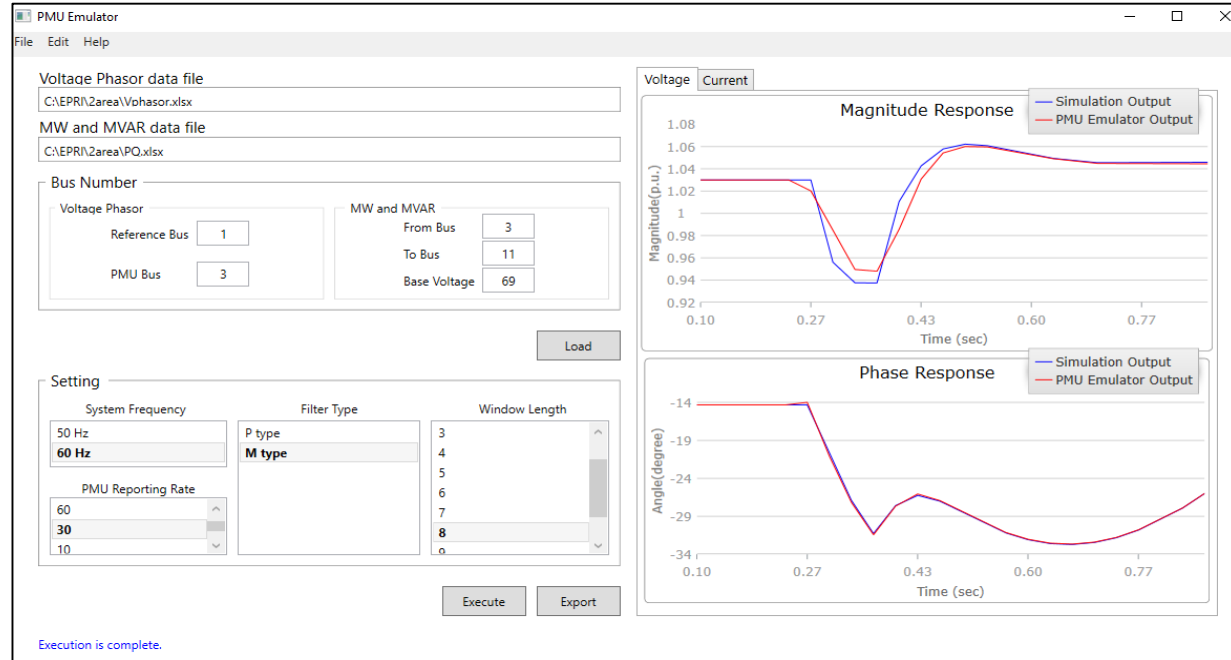 PMU Emulator
File Edit Help
Voltage Phasor data file
C:\EPRI\2area\Vphasor.xlsx
MW and MVAR data file
C:\EPRI\2area\PQ.xlsx
Bus Number
Voltage Phasor
Reference Bus 1
PMU Bus 3
MW and MVAR
From Bus 3
To Bus 11
Base Voltage 69
Load
Setting
System Frequency
50 Hz
60 Hz
PMU Reporting Rate
60
30
10
Filter Type
P type
M type
Window Length
3
4
5
6
7
8
9
Execute Export
Execution is complete.
Voltage Current
Magnitude Response
Simulation Output
PMU Emulator Output
Magnitude(p.u.)
1.08
1.06
1.04
1.02
1
0.98
0.96
0.94
0.92
0.10 0.27 0.43 0.60 0.77
Time (sec)
Phase Response
Simulation Output
PMU Emulator Output
Angle(degree)
-14
-19
-24
-29
-34
0.10 0.27 0.43 0.60 0.77
Time (sec)